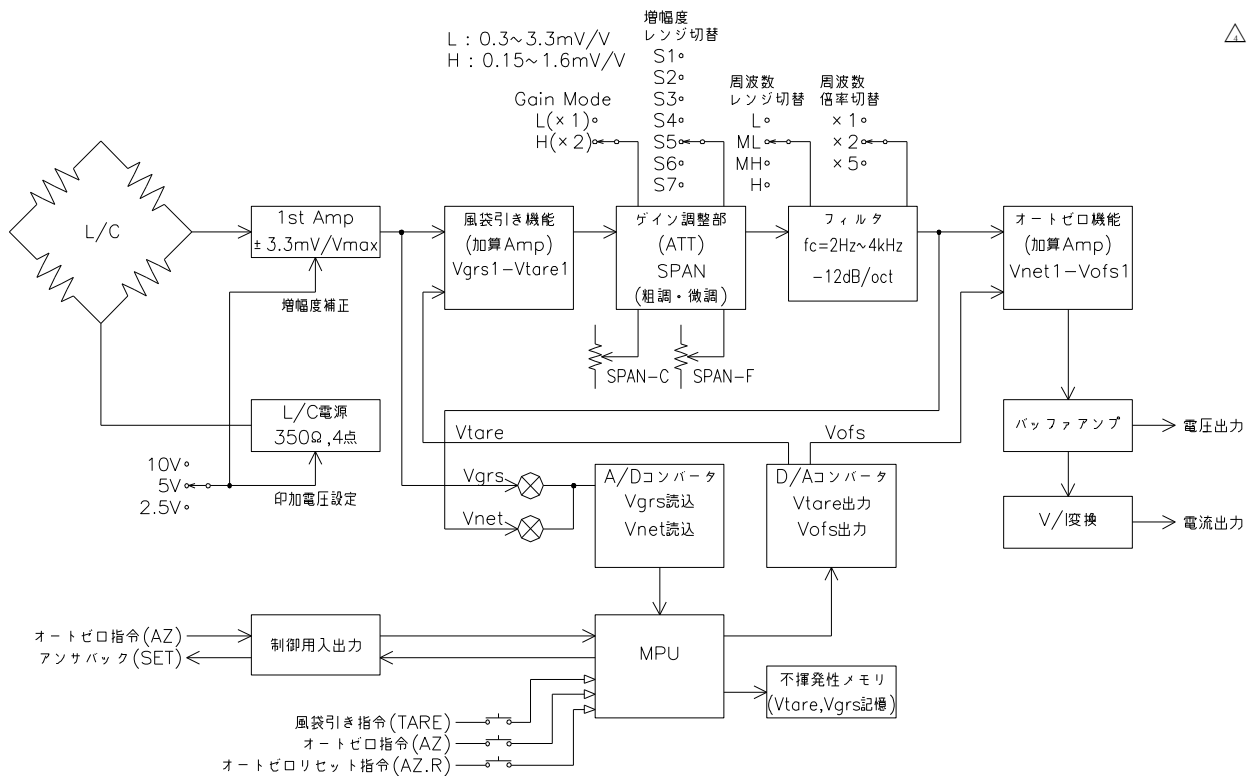 L : 0.3~3.3mV/V
H : 0.15~1.6mV/V
増幅度
レンジ切替
S1
S2
S3
S4
S5
S6
S7
Gain Mode
L(×1)
H(×2)
周波数
レンジ切替
L
ML
MH
H
周波数
倍率切替
×1
×2
×5
4
L/C
1st Amp
±3.3mV/Vmax
増幅度補正
風袋引き機能
(加算Amp)
Vgrs1-Vtare1
ゲイン調整部
(ATT)
SPAN
(粗調・微調)
フィルタ
fc=2Hz~4kHz
-12dB/oct
オートゼロ機能
(加算Amp)
Vnet1-Vofs1
SPAN-C
SPAN-F
L/C電源
350Ω,4点
10V
5V
2.5V
印加電圧設定
Vtare
Vofs
Vgrs
Vnet
A/Dコンバータ
Vgrs読込
Vnet読込
D/Aコンバータ
Vtare出力
Vofs出力
バッファアンプ
電圧出力
V/I変換
電流出力
オートゼロ指令(AZ)
アンサバック(SET)
制御用入出力
MPU
不揮発性メモリ
(Vtare,Vgrs記憶)
風袋引き指令(TARE)
オートゼロ指令(AZ)
オートゼロリセット指令(AZ.R)